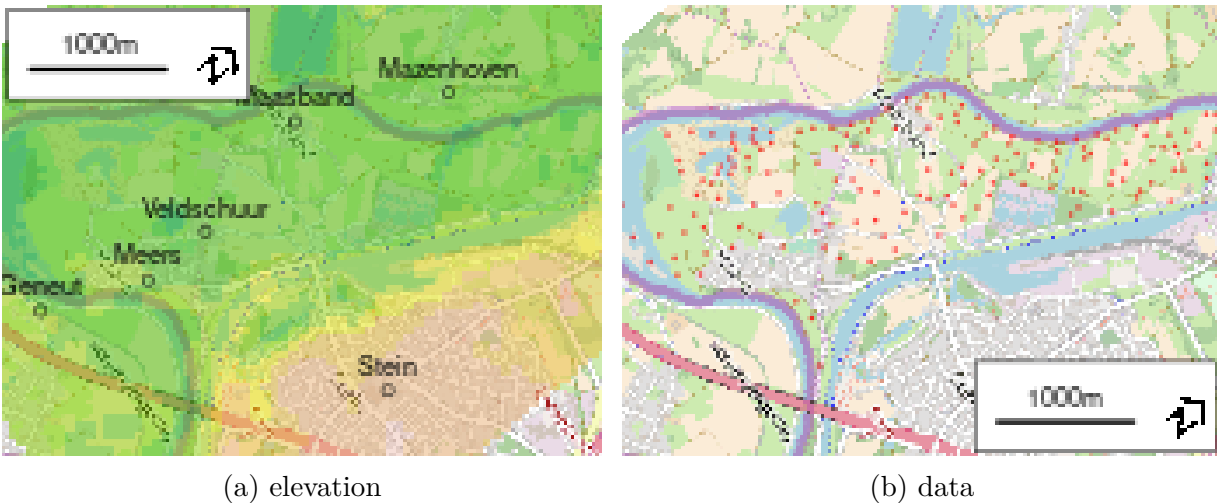 1000m
Mazenhoven
Maasband
Veldschuur
Meers
Geneut
Stein
1000m
(a) elevation
(b) data